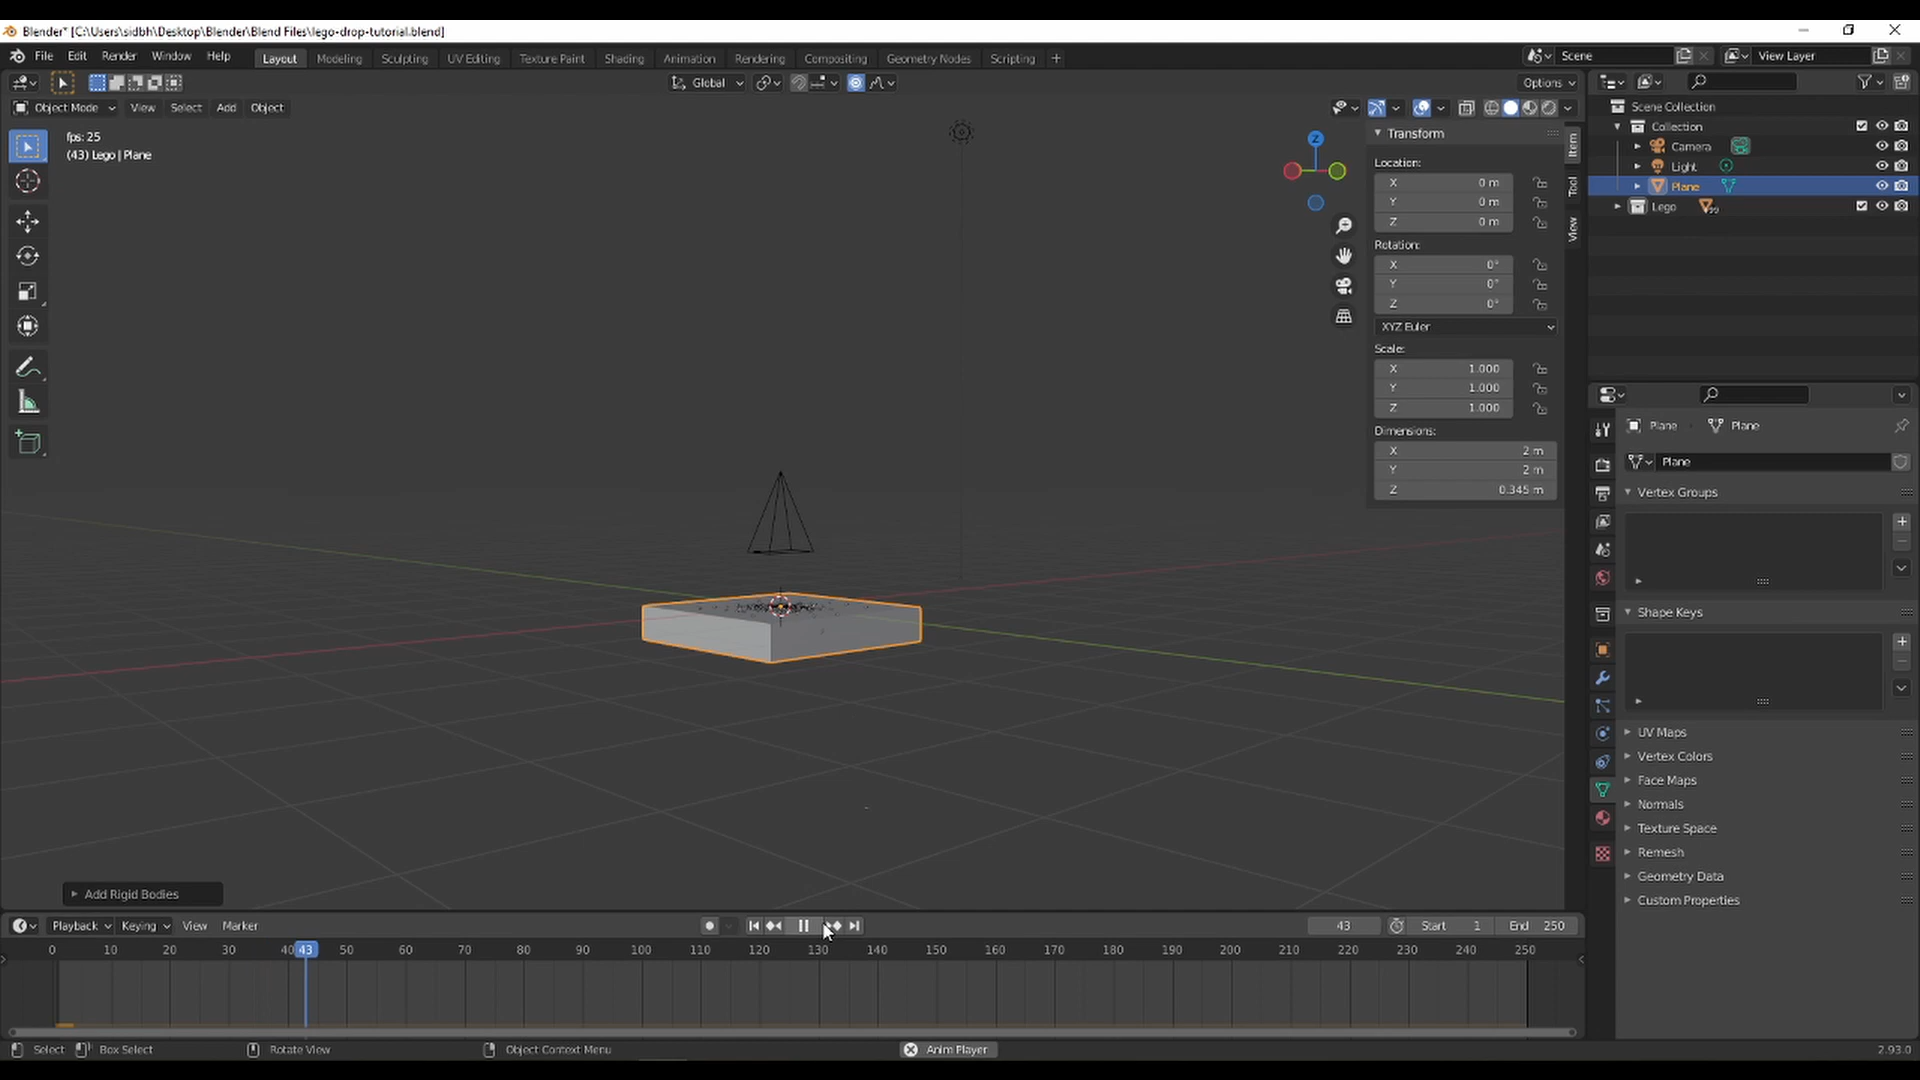 Blender* [C:\Users\sidbh\Desktop\Blender\Blend Files\lego-drop-tutorial.blend]
File Edit Render Window Help Layout Modeling Sculpting UV Editing Texture Paint Shading Animation Rendering Compositing Geometry Nodes Scripting + Scene View Layer
Global Options
Object Mode View Select Add Object
fps: 25
(43) Lego | Plane
Z
Transform
Location:
X 0 m
Y 0 m
Z 0 m
Rotation:
X 0°
Y 0°
Z 0°
XYZ Euler
Scale:
X 1.000
Y 1.000
Z 1.000
Dimensions:
X 2 m
Y 2 m
Z 0.345 m
Item
Tool
View
Scene Collection
Collection
Camera
Light
Plane
Lego 99
Plane Plane
Plane
Vertex Groups
Shape Keys
UV Maps
Vertex Colors
Face Maps
Normals
Texture Space
Remesh
Geometry Data
Custom Properties
Add Rigid Bodies
Playback Keying View Marker 43 Start 1 End 250
0 10 20 30 40 43 50 60 70 80 90 100 110 120 130 140 150 160 170 180 190 200 210 220 230 240 250
Select Box Select Rotate View Object Context Menu Anim Player 2.93.0